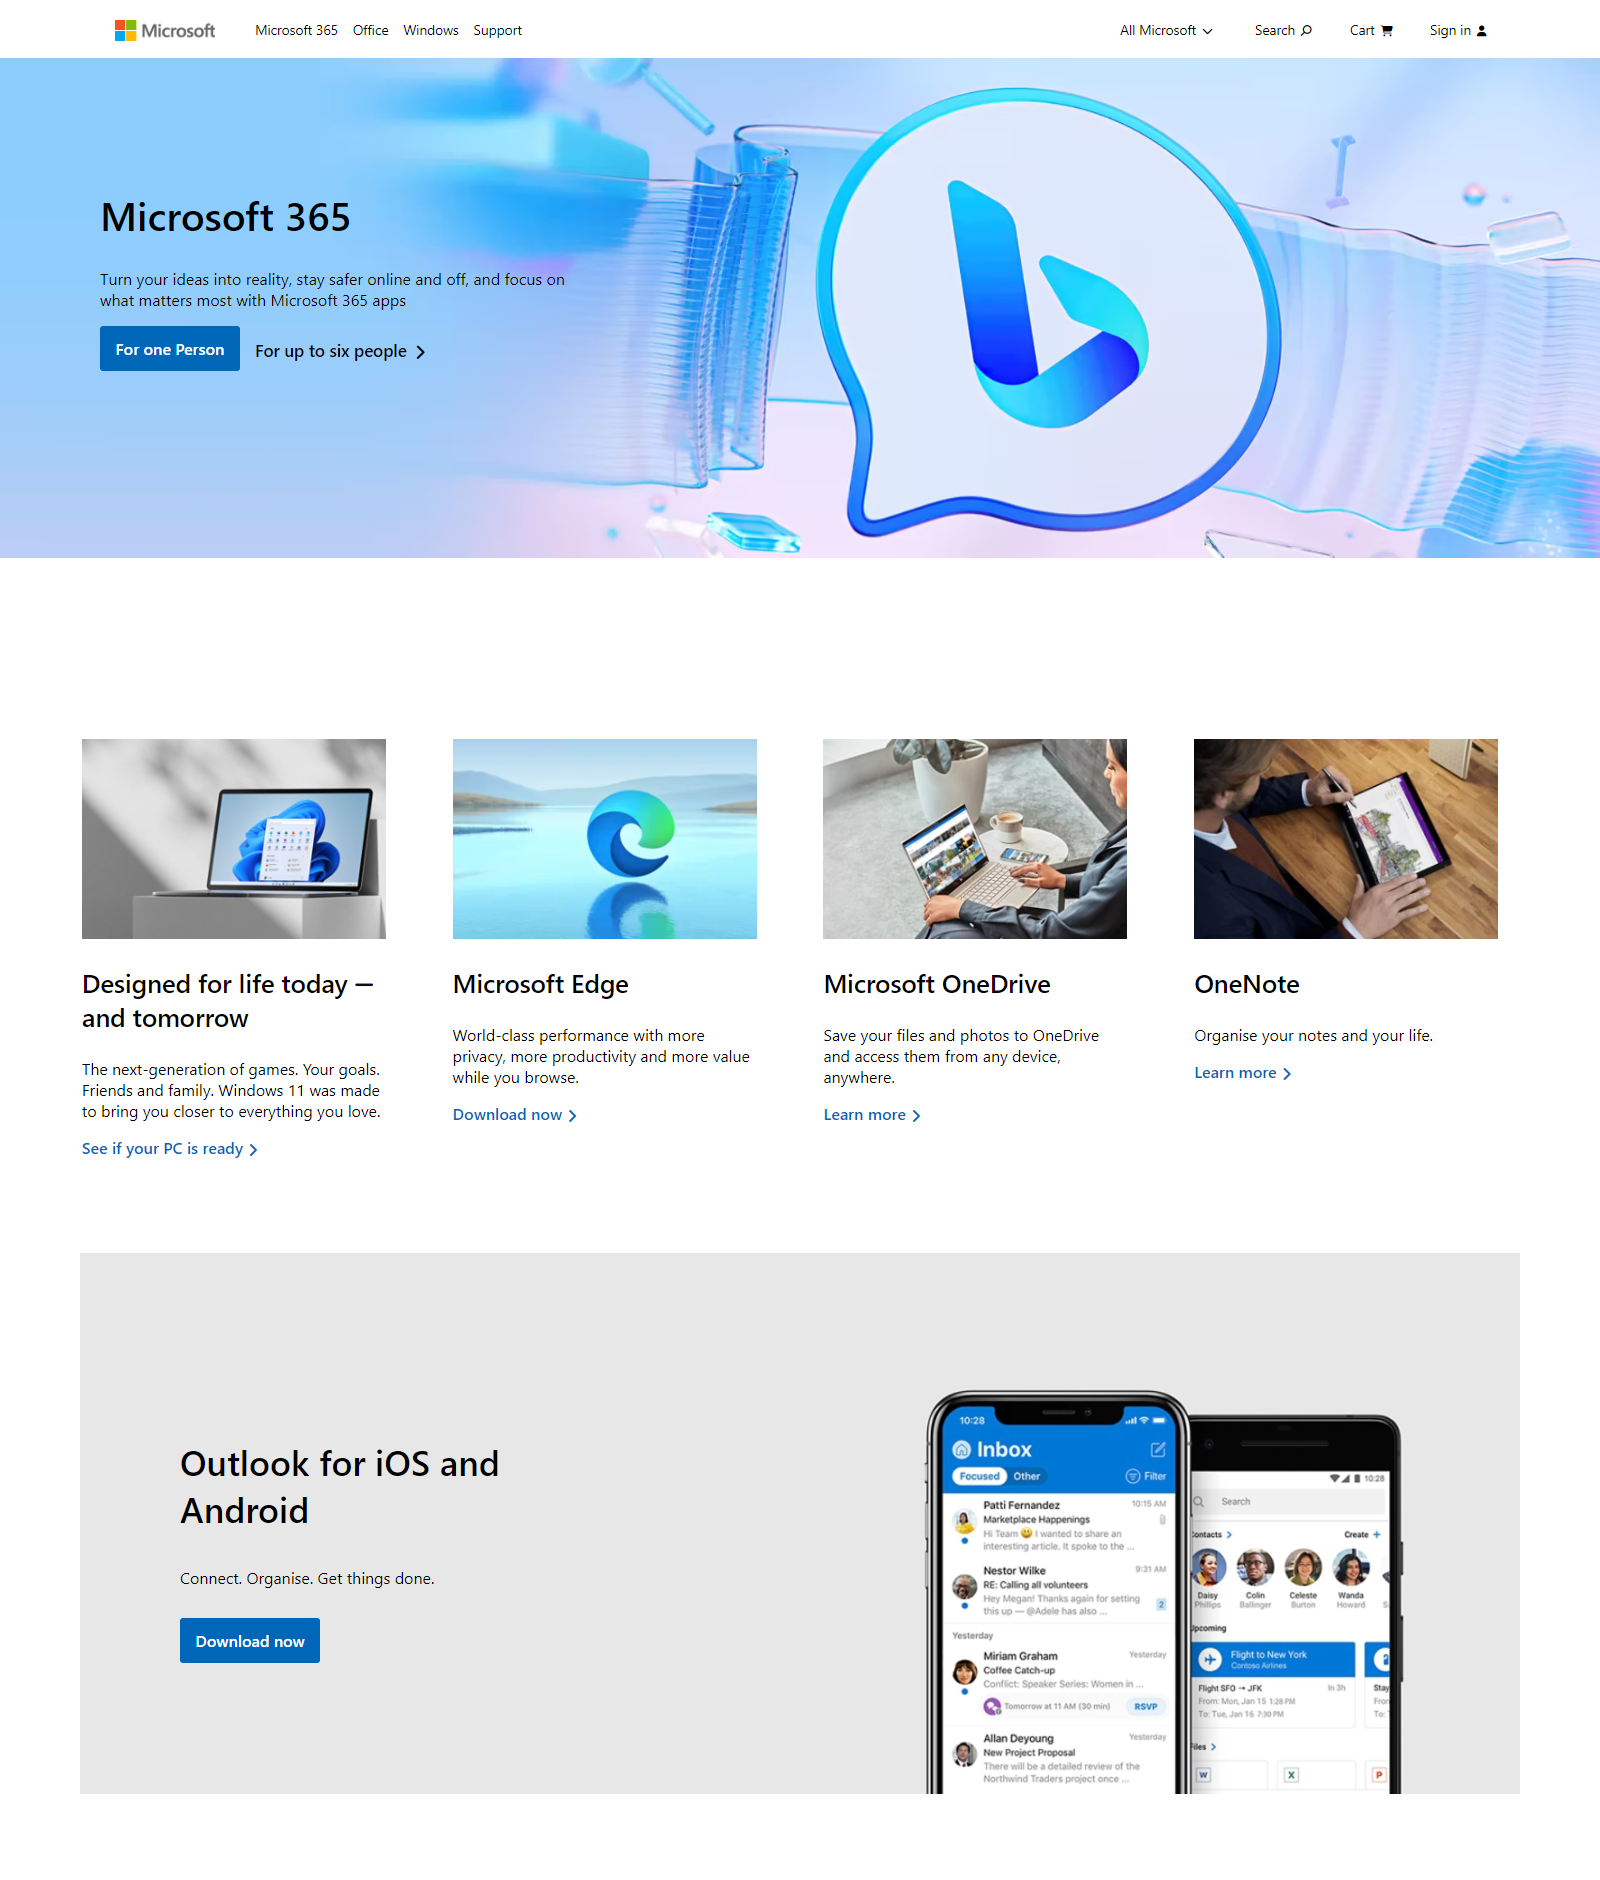 Microsoft
Microsoft 365 Office Windows Support
All Microsoft Search Cart Sign in
Microsoft 365
Turn your ideas into reality, stay safer online and off, and focus on
what matters most with Microsoft 365 apps
For one Person
For up to six people
Designed for life today —
and tomorrow
The next-generation of games. Your goals.
Friends and family. Windows 11 was made
to bring you closer to everything you love.
See if your PC is ready
Microsoft Edge
World-class performance with more
privacy, more productivity and more value
while you browse.
Download now
Microsoft OneDrive
Save your files and photos to OneDrive
and access them from any device,
anywhere.
Learn more
OneNote
Organise your notes and your life.
Learn more
Outlook for iOS and
Android
Connect. Organise. Get things done.
Download now
10:28
Inbox
Focused Other Filter
Patti Fernandez 10:15 AM
Marketplace Happenings
Hi Team 😀 I wanted to share an
interesting article. It spoke to the ...
Nestor Wilke 9:31 AM
RE: Calling all volunteers
Hey Megan! Thanks again for setting
this up — @Adele has also ... 2
Yesterday
Miriam Graham Yesterday
Coffee Catch-up
Conflict: Speaker Series: Women in ...
Tomorrow at 11 AM (30 min) RSVP
Allan Deyoung Yesterday
New Project Proposal
There will be a detailed review of the
Northwind Traders project once ...
10:28
Search
ontacts Create +
Daisy Colin Celeste Wanda
Phillips Ballinger Burton Howard S
Upcoming
Flight to New York
Contoso Airlines
Flight SFO → JFK In 3h Stay
From: Mon, Jan 15 1:28 PM Fron
To: Tue, Jan 16 7:30 PM To:
Files
W X P